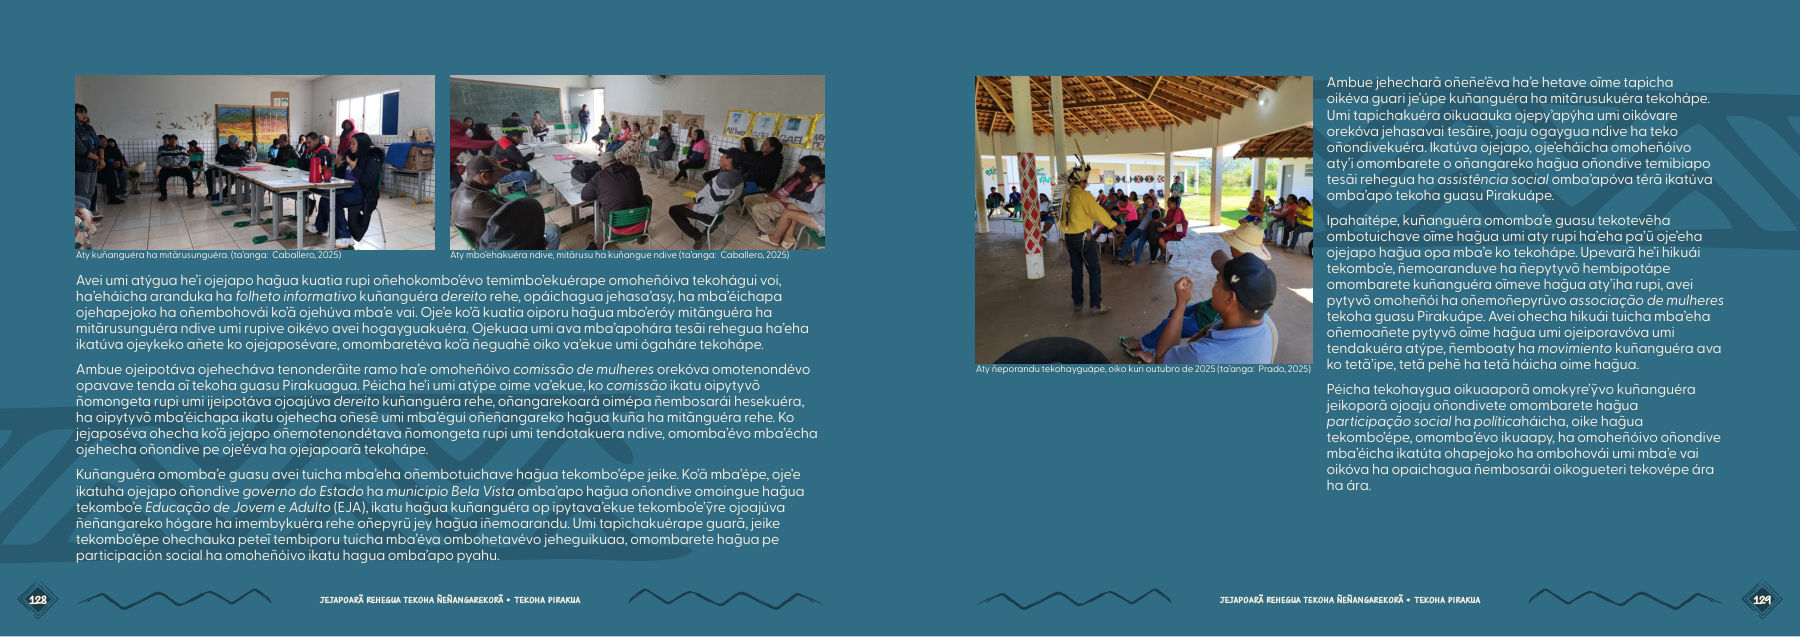 Aty kuñanguéra ha mitãrusunguéra. (ta'anga: Caballero, 2025)
Aty mbo'ehakuéra ndive, mitãrusu ha kuñangue ndive (ta'anga: Caballero, 2025)
Avei umi atýgua he'i ojejapo hag̃ua kuatia rupi oñehokombo'évo temimbo'ekuérape omoheñóiva tekohágui voi,
ha'eháicha aranduka ha folheto informativo kuñanguéra dereito rehe, opáichagua jehasa'asy, ha mba'éichapa
ojehapejoko ha oñembohovái ko'ã ojehúva mba'e vai. Oje'e ko'ã kuatia oiporu hag̃ua mbo'eróy mitãnguéra ha
mitãrusunguéra ndive umi rupive oikévo avei hogayguakuéra. Ojekuaa umi ava mba'apohára tesãi rehegua ha'eha
ikatúva ojeykeko añete ko ojejaposévare, omombaretéva ko'ã ñeguahẽ oiko va'ekue umi ógaháre tekohápe.
Ambue ojeipotáva ojehecháva tenonderãite ramo ha'e omoheñóivo comissão de mulheres orekóva omotenondévo
opavave tenda oĩ tekoha guasu Pirakuagua. Péicha he'i umi atýpe oime va'ekue, ko comissão ikatu oipytyvõ
ñomongeta rupi umi ijeipotáva ojoajúva dereito kuñanguéra rehe, oñangarekoará oimépa ñembosarái hesekuéra,
ha oipytyvõ mba'éichapa ikatu ojehecha oñesẽ umi mba'égui oñeñangareko hag̃ua kuña ha mitãnguéra rehe. Ko
jejaposéva ohecha ko'ã jejapo oñemotenondétava ñomongeta rupi umi tendotakuera ndive, omomba'évo mba'écha
ojehecha oñondive pe oje'éva ha ojejapoarã tekohápe.
Kuñanguéra omomba'e guasu avei tuicha mba'eha oñembotuichave hag̃ua tekombo'épe jeike. Ko'ã mba'épe, oje'e
ikatuha ojejapo oñondive governo do Estado ha municipio Bela Vista omba'apo hag̃ua oñondive omoingue hag̃ua
tekombo'e Educação de Jovem e Adulto (EJA), ikatu hag̃ua kuñanguéra op ipytava'ekue tekombo'e'ỹre ojoajúva
ñeñangareko hógare ha imembykuéra rehe oñepyrũ jey hag̃ua iñemoarandu. Umi tapichakuérape guarã, jeike
tekombo'épe ohechauka peteĩ tembiporu tuicha mba'éva ombohetavévo jeheguikuaa, omombarete hag̃ua pe
participación social ha omoheñóivo ikatu hagua omba'apo pyahu.
128
JEJAPOARÃ REHEGUA TEKOHA ÑEÑANGAREKORÃ • TEKOHA PIRAKUA
Aty ñeporandu tekohayguápe, oiko kuri outubro de 2025 (ta'anga: Prado, 2025)
Ambue jehecharã oñeñe'ẽva ha'e hetave oĩme tapicha
oikéva guari je'úpe kuñanguéra ha mitãrusukuéra tekohápe.
Umi tapichakuéra oikuaauka ojepy'apýha umi oikóvare
orekóva jehasavai tesãire, joaju ogaygua ndive ha teko
oñondivekuéra. Ikatúva ojejapo, oje'eháicha omoheñóivo
aty'i omombarete o oñangareko hag̃ua oñondive temibiapo
tesãi rehegua ha assistência social omba'apóva térã ikatúva
omba'apo tekoha guasu Pirakuápe.
Ipahaitépe, kuñanguéra omomba'e guasu tekotevẽha
ombotuichave oĩme hag̃ua umi aty rupi ha'eha pa'ũ oje'eha
ojejapo hag̃ua opa mba'e ko tekohápe. Upevarã he'i hikuái
tekombo'e, ñemoaranduve ha ñepytyvõ hembipotápe
omombarete kuñanguéra oĩmeve hag̃ua aty'iha rupi, avei
pytyvõ omoheñói ha oñemoñepyrũvo associação de mulheres
tekoha guasu Pirakuápe. Avei ohecha hikuái tuicha mba'eha
oñemoañete pytyvõ oĩme hag̃ua umi ojeiporavóva umi
tendakuéra atýpe, ñemboaty ha movimiento kuñanguéra ava
kõ tetã'ipe, tetã pehẽ ha tetã háicha oime hag̃ua.
Péicha tekohaygua oikuaaporã omokyre'ỹvo kuñanguéra
jeikoporã ojoaju oñondivete omombarete hag̃ua
participação social ha políticaháicha, oike hag̃ua
tekombo'épe, omomba'évo ikuaapy, ha omoheñóivo oñondive
mba'éicha ikatúta ohapejoko ha ombohovái umi mba'e vai
oikóva ha opaichagua ñembosarái oikogueteri tekovépe ára
ha ára.
JEJAPOARÃ REHEGUA TEKOHA ÑEÑANGAREKORÃ • TEKOHA PIRAKUA
129